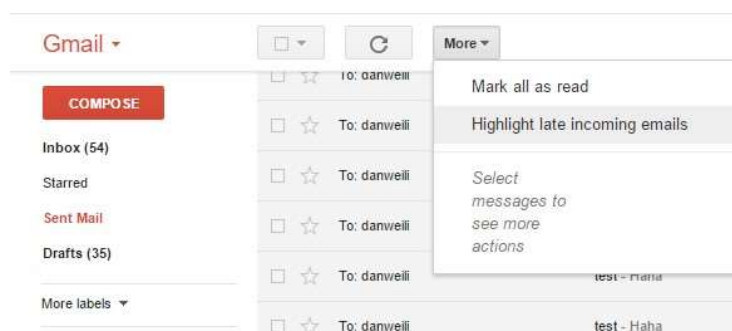 Gmail
More
COMPOSE
Inbox (54)
Starred
Sent Mail
Drafts (35)
More labels
To: danweili
To: danweili
To: danweili
To: danweili
To: danweili
test - Haha
To: danweili
test - Haha
Mark all as read
Highlight late incoming emails
Select
messages to
see more
actions